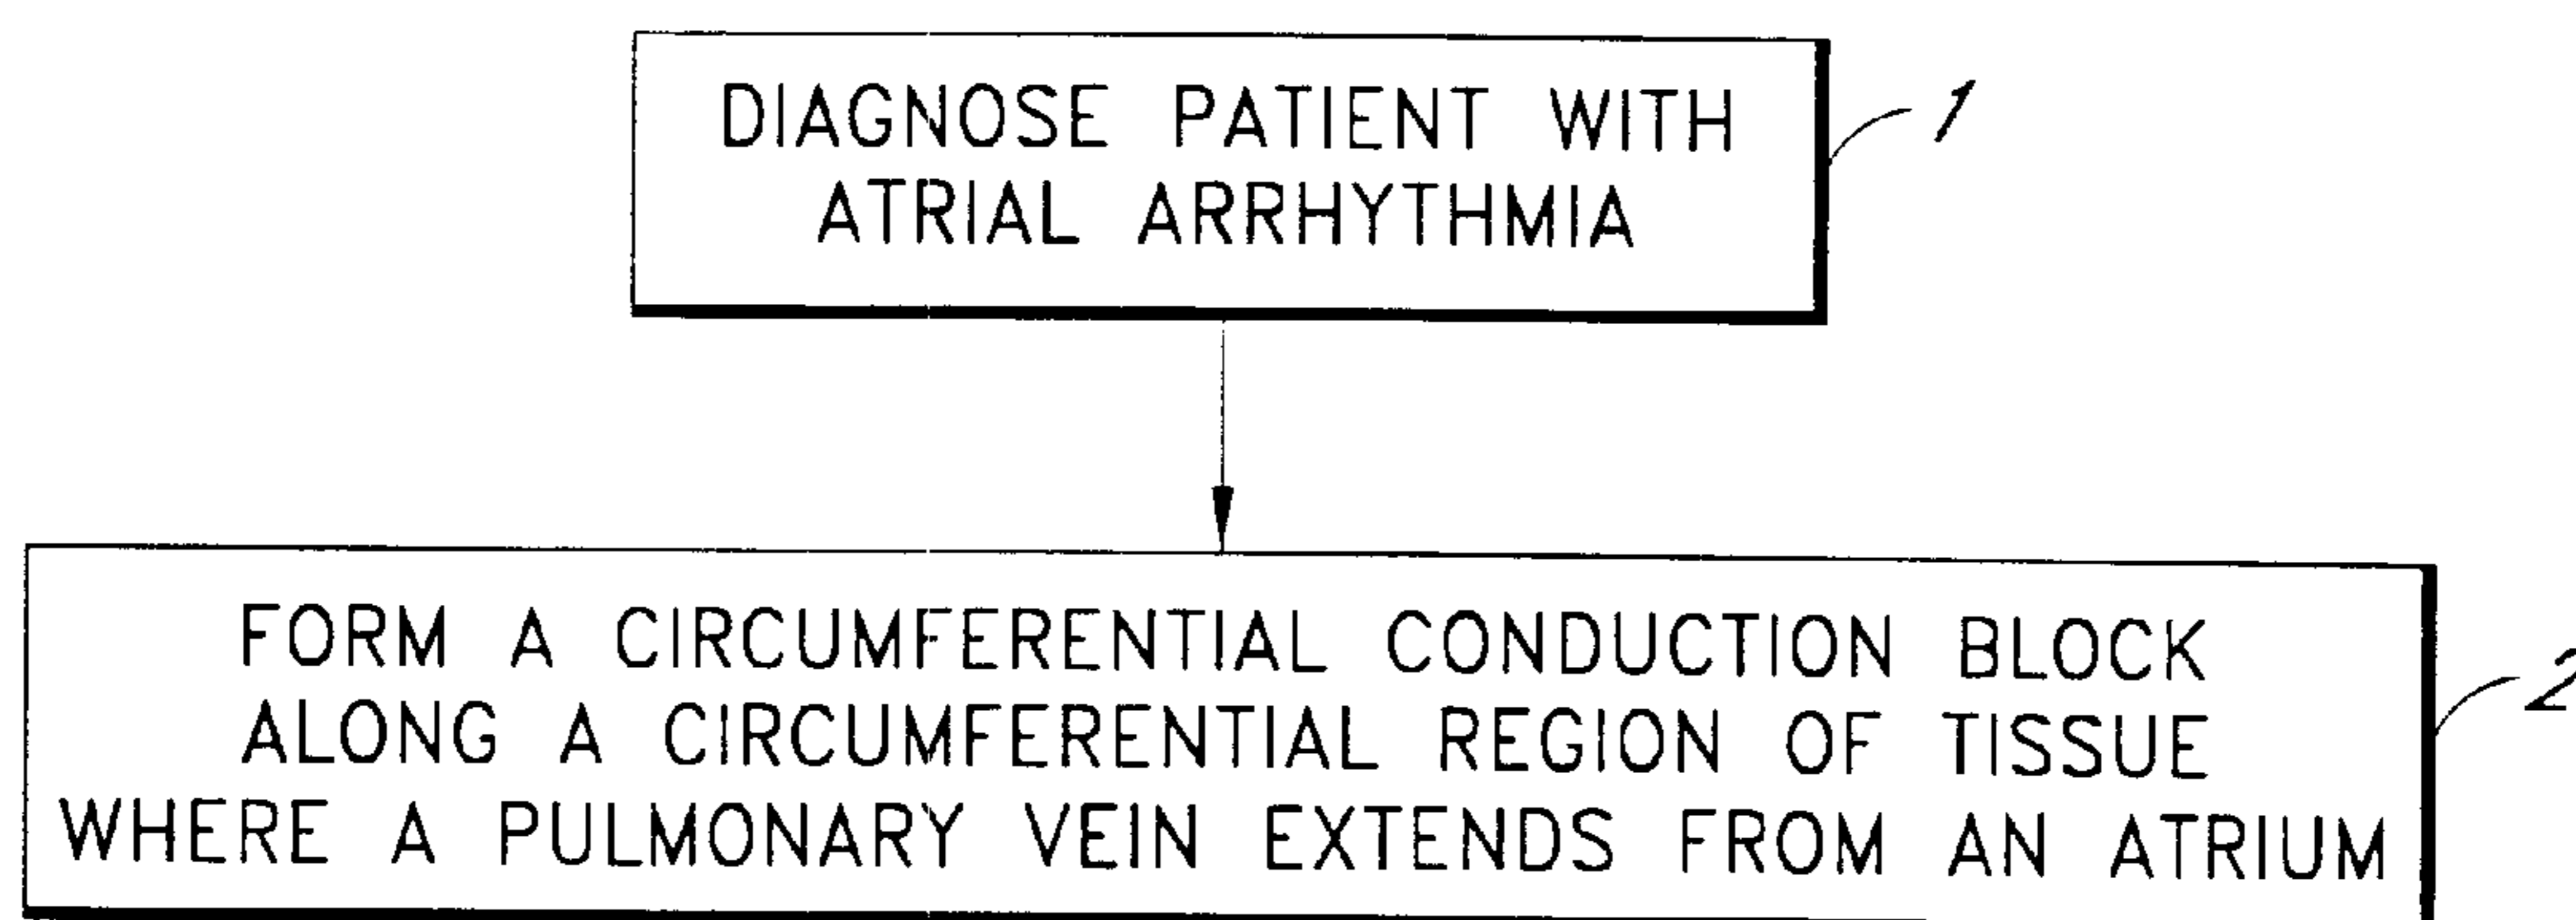 DIAGNOSE PATIENT WITH
ATRIAL ARRHYTHMIA
1
FORM A CIRCUMFERENTIAL CONDUCTION BLOCK
ALONG A CIRCUMFERENTIAL REGION OF TISSUE
WHERE A PULMONARY VEIN EXTENDS FROM AN ATRIUM
2